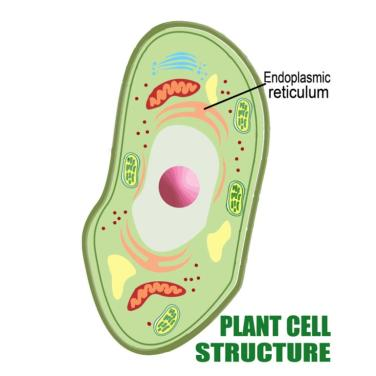 Endoplasmic
reticulum
PLANT CELL
STRUCTURE